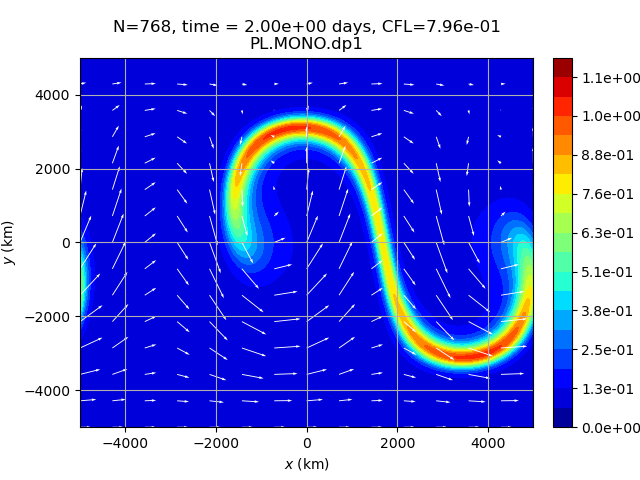 N=768, time = 2.00e+00 days, CFL=7.96e-01
PL.MONO.dp1
y (km)
4000
2000
0
−2000
−4000
−4000
−2000
0
2000
4000
x (km)
1.1e+00
1.0e+00
8.8e-01
7.6e-01
6.3e-01
5.1e-01
3.8e-01
2.5e-01
1.3e-01
0.0e+00